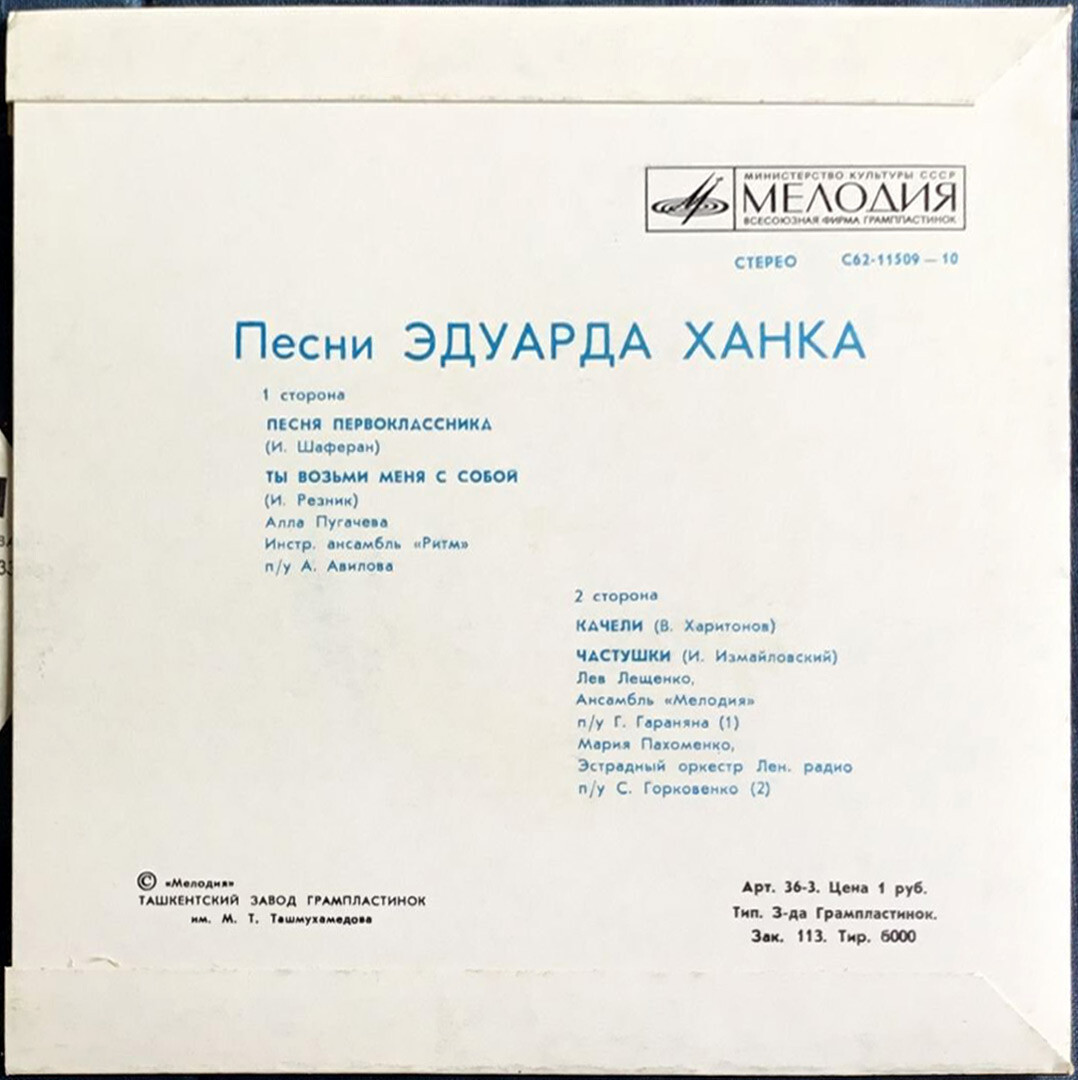 МИНИСТЕРСТВО КУЛЬТУРЫ СССР
МЕЛОДИЯ
ВСЕСОЮЗНАЯ ФИРМА ГРАМПЛАСТИНОК
СТЕРЕО С62-11509—10
Песни ЭДУАРДА ХАНКА
1 сторона
ПЕСНЯ ПЕРВОКЛАССНИКА
(И. Шаферан)
ТЫ ВОЗЬМИ МЕНЯ С СОБОЙ
(И. Резник)
Алла Пугачева
Инстр. ансамбль «Ритм»
п/у А. Авилова
2 сторона
КАЧЕЛИ (В. Харитонов)
ЧАСТУШКИ (И. Измайловский)
Лев Лещенко,
Ансамбль «Мелодия»
п/у Г. Гараняна (1)
Мария Пахоменко,
Эстрадный оркестр Лен. радио
п/у С. Горковенко (2)
© «Мелодия»
ТАШКЕНТСКИЙ ЗАВОД ГРАМПЛАСТИНОК
им. М. Т. Ташмухамедова
Арт. 36-3. Цена 1 руб.
Тип. З-да Грампластинок.
Зак. 113. Тир. 6000